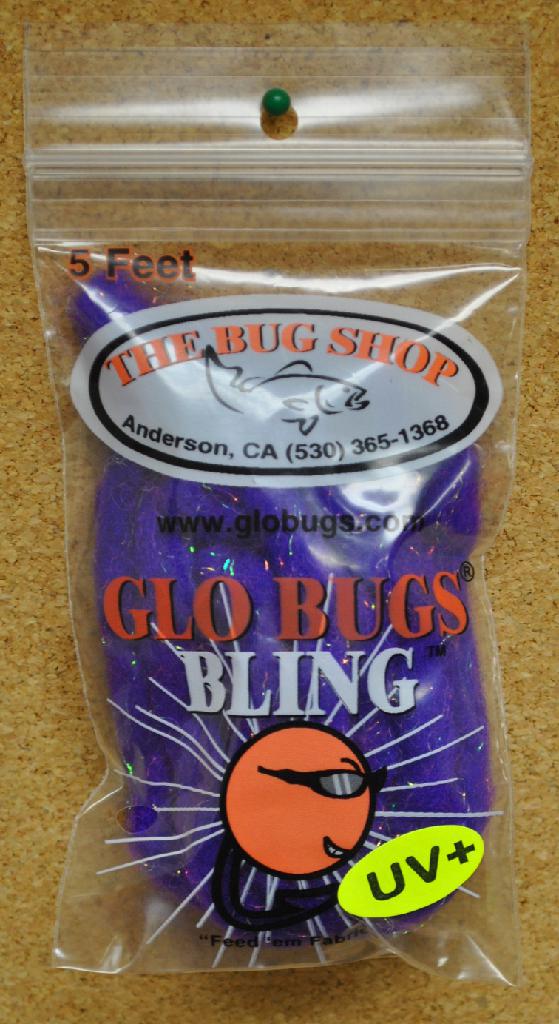 5 Feet
THE BUG SHOP
Anderson, CA (530) 365-1368
www.globugs.com
GLO BUGS®
BLING™
UV+
"Feed 'em Fabric